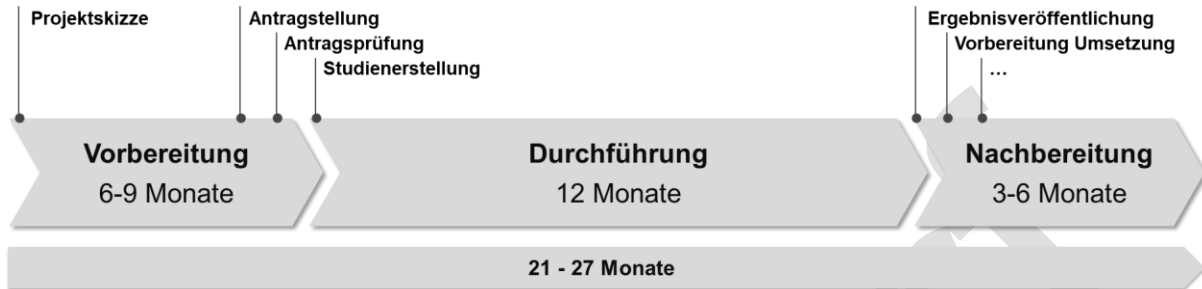 Projektskizze
Antragstellung
Antragsprüfung
Studienerstellung
Ergebnisveröffentlichung
Vorbereitung Umsetzung
...
Vorbereitung
6-9 Monate
Durchführung
12 Monate
Nachbereitung
3-6 Monate
21 - 27 Monate